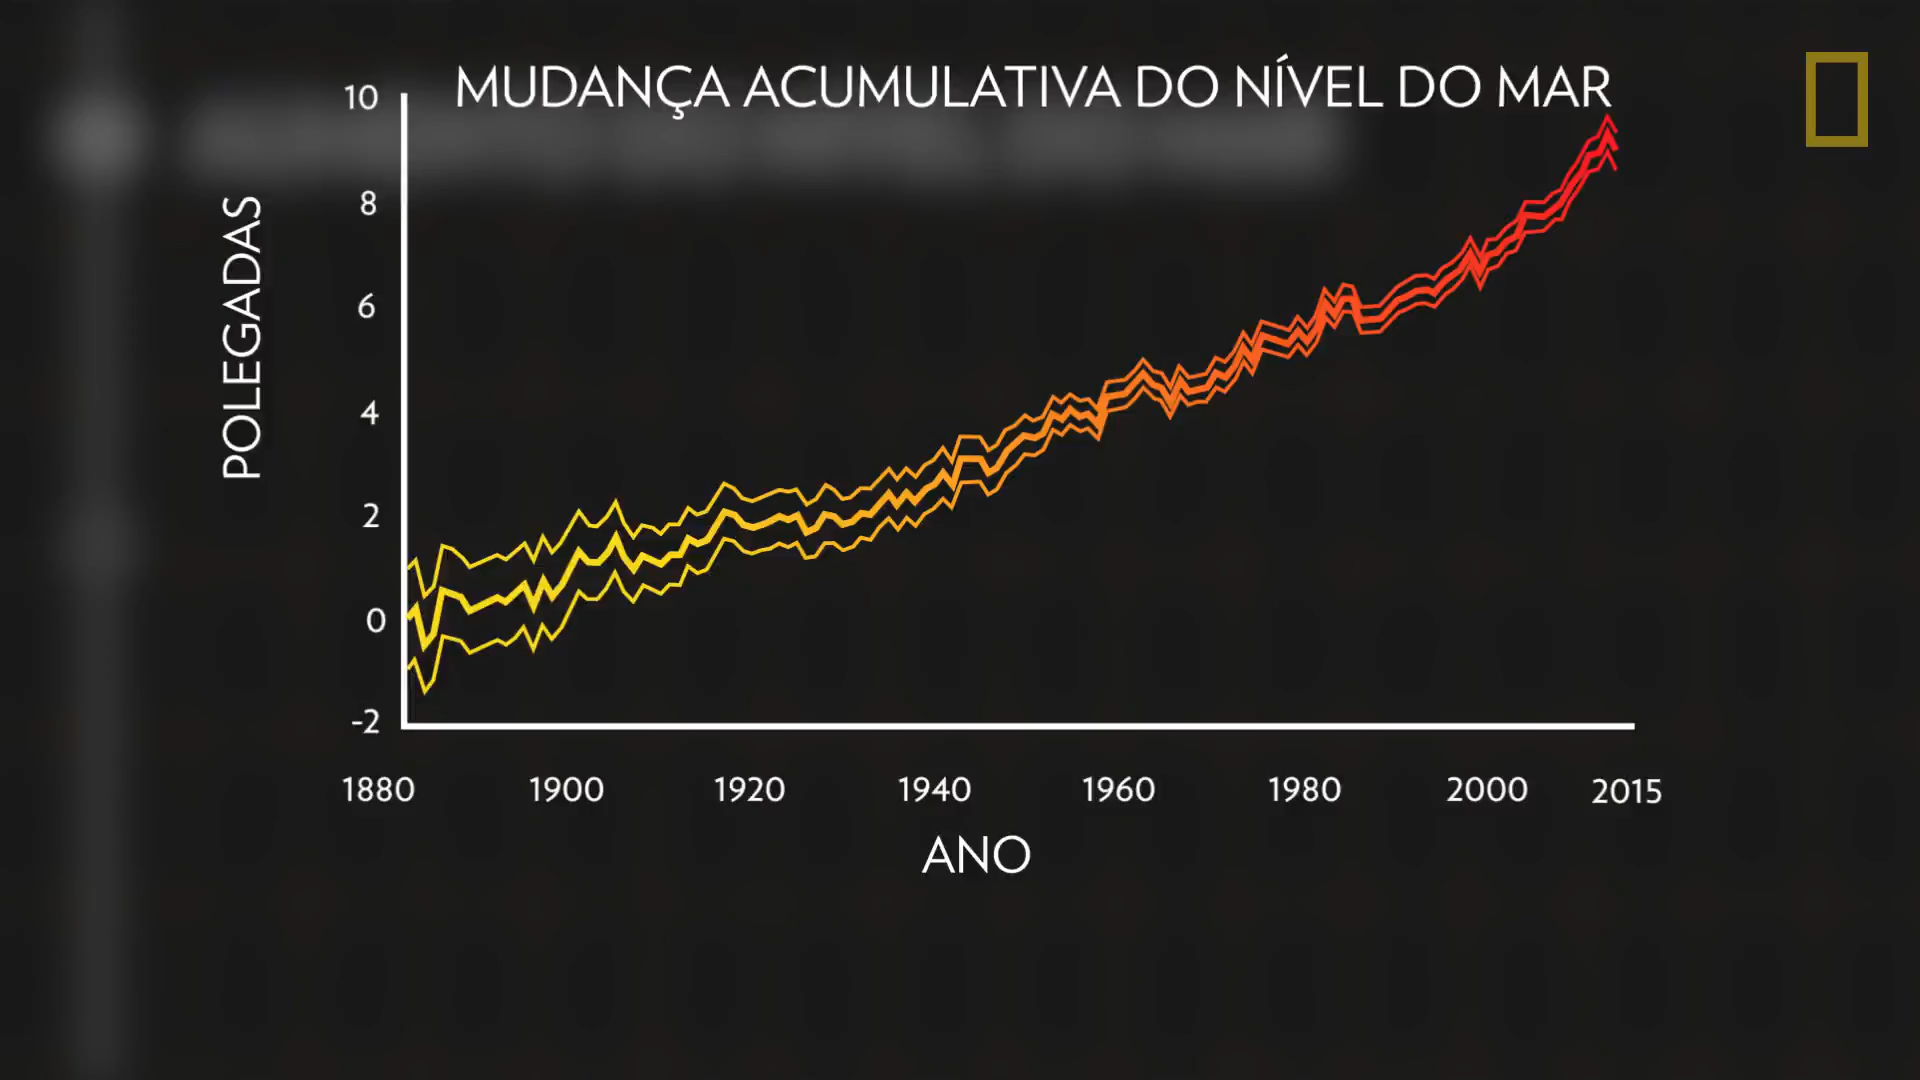 MUDANÇA ACUMULATIVA DO NÍVEL DO MAR
POLEGADAS
10
8
6
4
2
0
-2
1880 1900 1920 1940 1960 1980 2000 2015
ANO